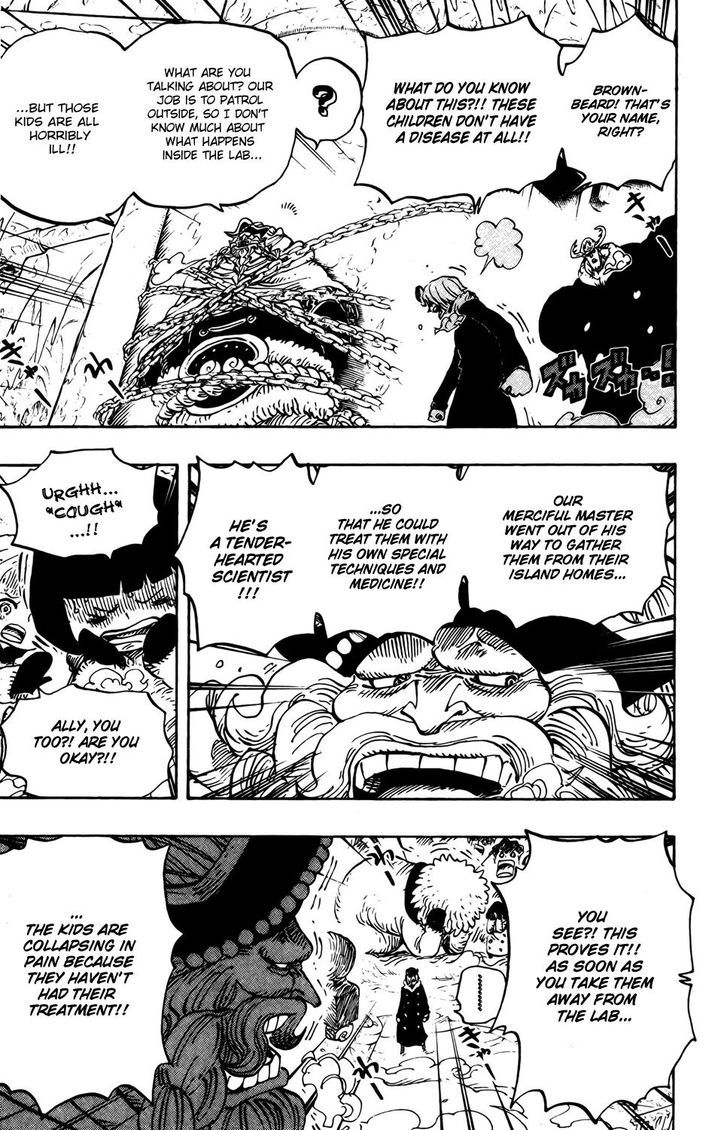 BROWN-
BEARD! THAT'S
YOUR NAME,
RIGHT?
WHAT DO YOU KNOW
ABOUT THIS?!! THESE
CHILDREN DON'T HAVE
A DISEASE AT ALL!!
?
WHAT ARE YOU
TALKING ABOUT? OUR
JOB IS TO PATROL
OUTSIDE, SO I DON'T
KNOW MUCH ABOUT
WHAT HAPPENS
INSIDE THE LAB...
...BUT THOSE
KIDS ARE ALL
HORRIBLY
ILL!!
ズズズ...!
OUR
MERCIFUL MASTER
WENT OUT OF HIS
WAY TO GATHER
THEM FROM THEIR
ISLAND HOMES...
...SO
THAT HE COULD
TREAT THEM WITH
HIS OWN SPECIAL
TECHNIQUES AND
MEDICINE!!
HE'S
A TENDER-
HEARTED
SCIENTIST
!!!
URGHH...
*COUGH*
...!!
ALLY, YOU
TOO?! ARE YOU
OKAY?!!
YOU
SEE?! THIS
PROVES IT!!
AS SOON AS
YOU TAKE THEM
AWAY FROM
THE LAB...
...
THE KIDS ARE
COLLAPSING IN
PAIN BECAUSE
THEY HAVEN'T
HAD THEIR
TREATMENT!!